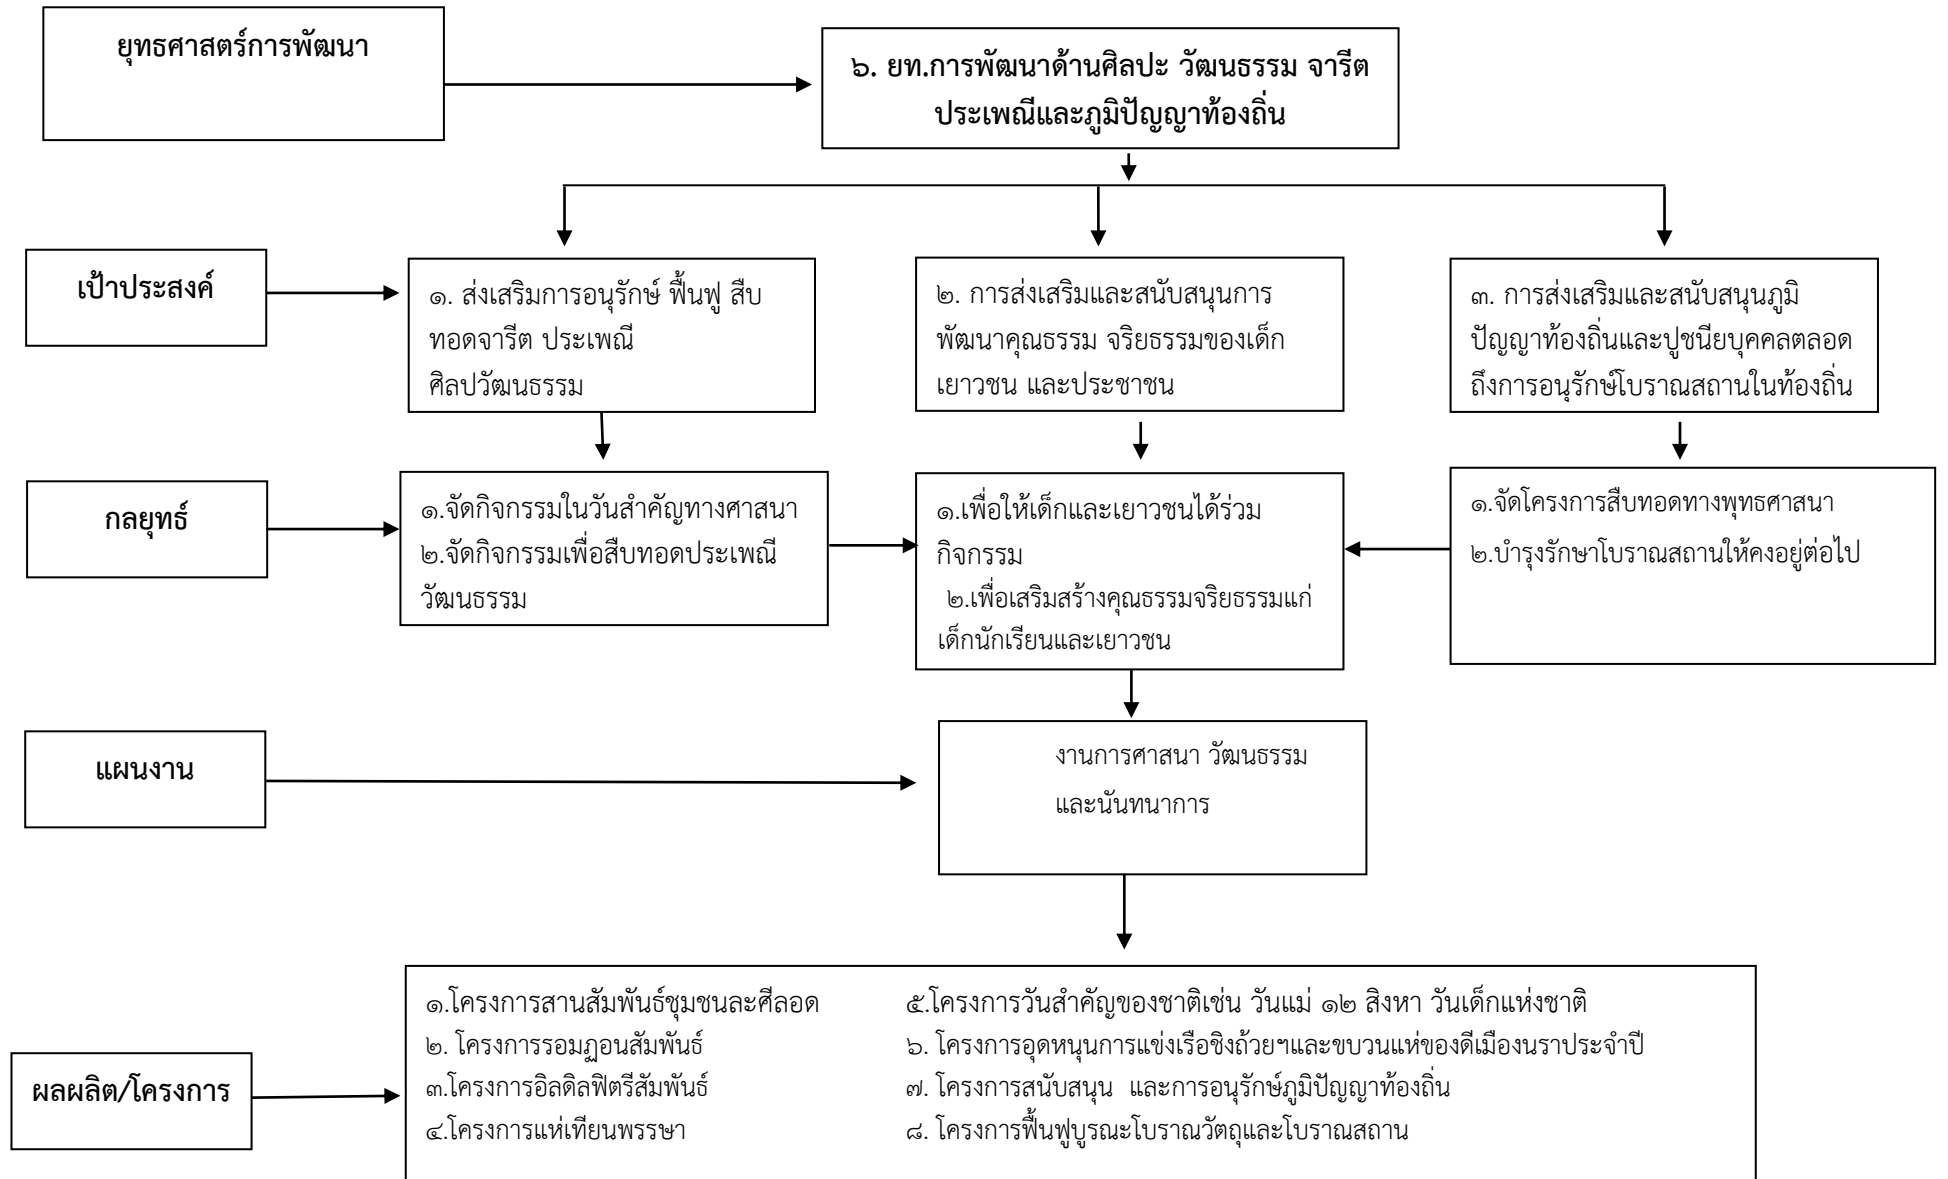 ยุทธศาสตร์การพัฒนา
๖. ยท.การพัฒนาด้านศิลปะ วัฒนธรรม จารีต
ประเพณีและภูมิปัญญาท้องถิ่น
เป้าประสงค์
๑. ส่งเสริมการอนุรักษ์ ฟื้นฟู สืบ
ทอดจารีต ประเพณี
ศิลปวัฒนธรรม
๒. การส่งเสริมและสนับสนุนการ
พัฒนาคุณธรรม จริยธรรมของเด็ก
เยาวชน และประชาชน
๓. การส่งเสริมและสนับสนุนภูมิ
ปัญญาท้องถิ่นและปูชนียบุคคลตลอด
ถึงการอนุรักษ์โบราณสถานในท้องถิ่น
กลยุทธ์
๑.จัดกิจกรรมในวันสำคัญทางศาสนา
๒.จัดกิจกรรมเพื่อสืบทอดประเพณี
วัฒนธรรม
๑.เพื่อให้เด็กและเยาวชนได้ร่วม
กิจกรรม
๒.เพื่อเสริมสร้างคุณธรรมจริยธรรมแก่
เด็กนักเรียนและเยาวชน
๑.จัดโครงการสืบทอดทางพุทธศาสนา
๒.บำรุงรักษาโบราณสถานให้คงอยู่ต่อไป
แผนงาน
งานการศาสนา วัฒนธรรม
และนันทนาการ
ผลผลิต/โครงการ
๑.โครงการสานสัมพันธ์ชุมชนละศีลอด
๒. โครงการรอมฎอนสัมพันธ์
๓.โครงการอิลดิลฟิตรีสัมพันธ์
๔.โครงการแห่เทียนพรรษา
๕.โครงการวันสำคัญของชาติเช่น วันแม่ ๑๒ สิงหา วันเด็กแห่งชาติ
๖. โครงการอุดหนุนการแข่งเรือชิงถ้วยฯและขบวนแห่ของดีเมืองนราประจำปี
๗. โครงการสนับสนุน และการอนุรักษ์ภูมิปัญญาท้องถิ่น
๘. โครงการฟื้นฟูบูรณะโบราณวัตถุและโบราณสถาน